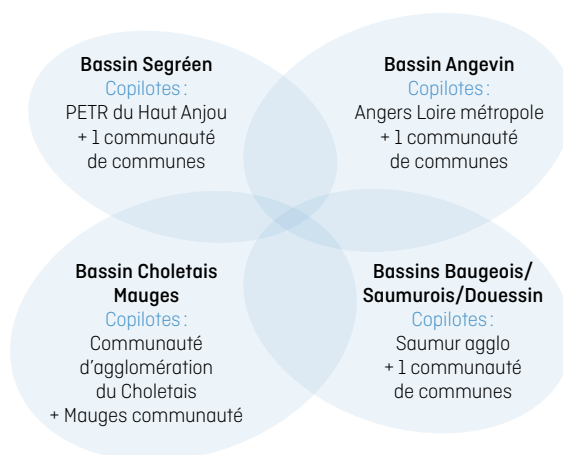 Bassin Segréen
Copilotes :
PETR du Haut Anjou
+ 1 communauté
de communes
Bassin Angevin
Copilotes :
Angers Loire métropole
+ 1 communauté
de communes
Bassin Choletais
Mauges
Copilotes :
Communauté
d'agglomération
du Choletais
+ Mauges communauté
Bassins Baugeois/
Saumurois/Douessin
Copilotes :
Saumur agglo
+ 1 communauté
de communes